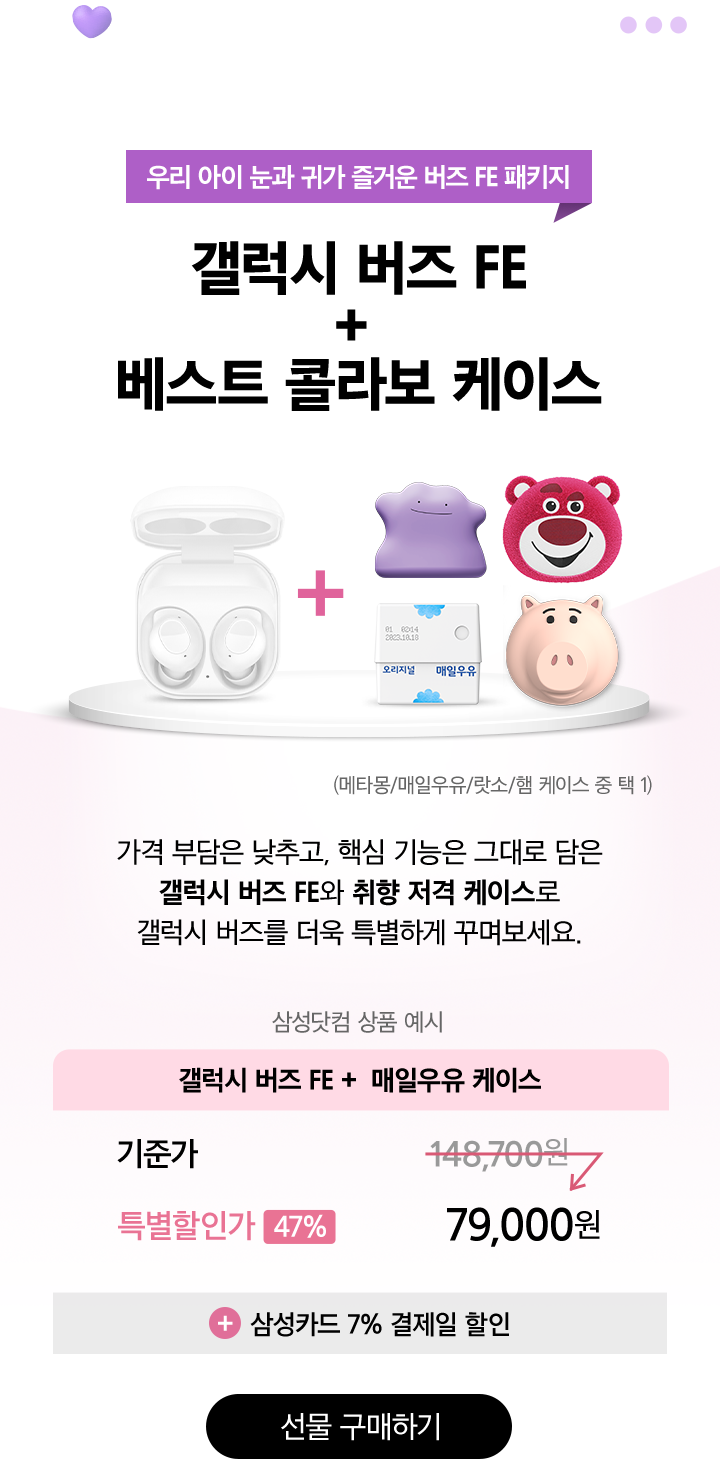 우리 아이 눈과 귀가 즐거운 버즈 FE 패키지
갤럭시 버즈 FE
+
베스트 콜라보 케이스
+
01 02:14
2023.10.18
오리지널 매일우유
(메타몽/매일우유/랏소/햄 케이스 중 택 1)
가격 부담은 낮추고, 핵심 기능은 그대로 담은
갤럭시 버즈 FE와 취향 저격 케이스로
갤럭시 버즈를 더욱 특별하게 꾸며보세요.
삼성닷컴 상품 예시
갤럭시 버즈 FE + 매일우유 케이스
기준가 148,700원
특별할인가 47% 79,000원
+ 삼성카드 7% 결제일 할인
선물 구매하기